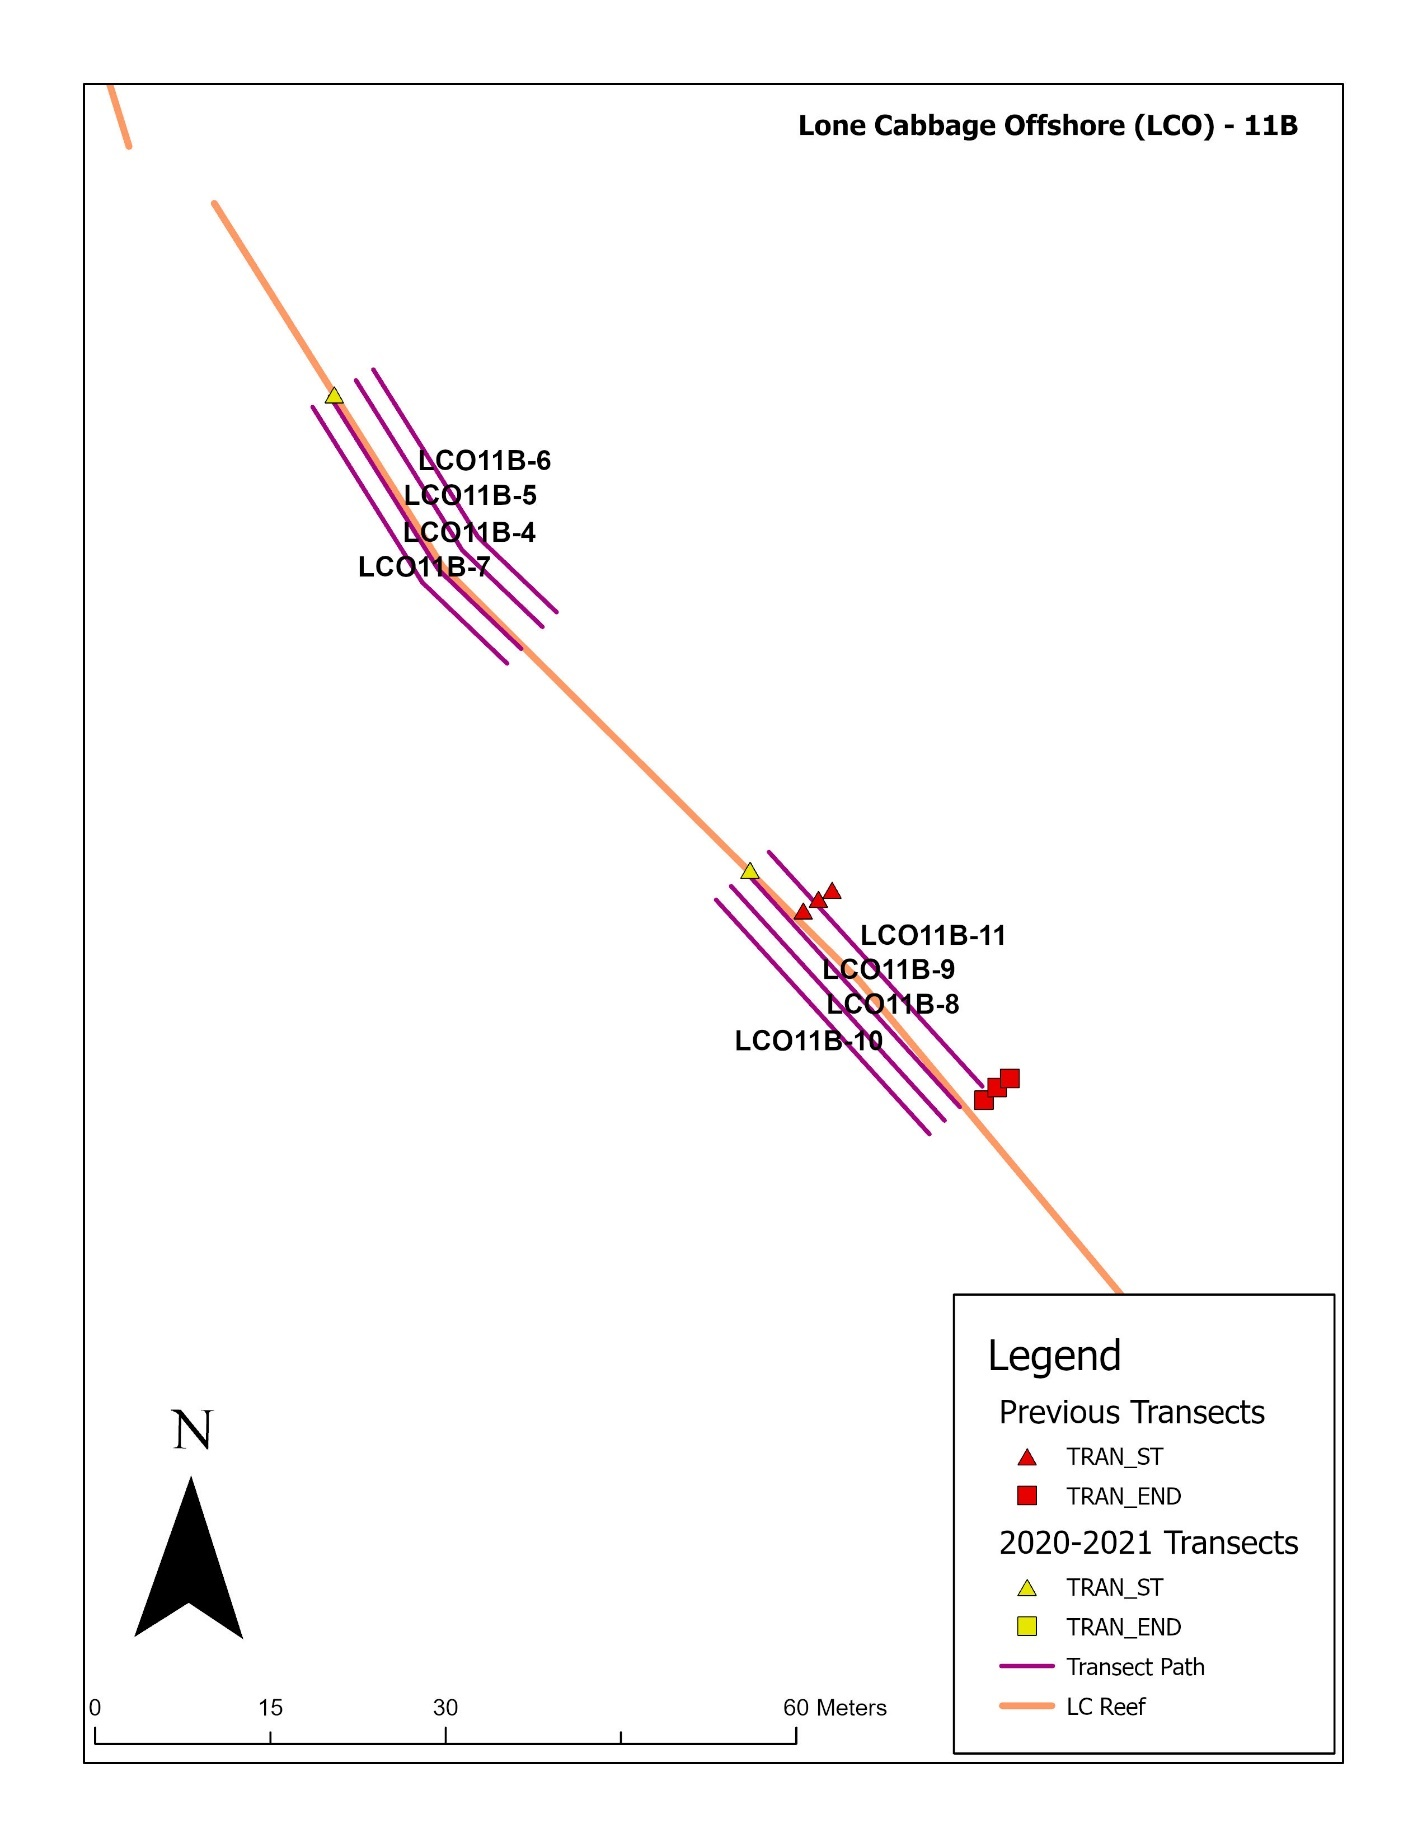 Lone Cabbage Offshore (LCO) - 11B
LCO11B-6
LCO11B-5
LCO11B-4
LCO11B-7
LCO11B-11
LCO11B-9
LCO11B-8
LCO11B-10
Legend
Previous Transects
TRAN_ST
TRAN_END
2020-2021 Transects
TRAN_ST
TRAN_END
Transect Path
LC Reef
N
0 15 30 60 Meters